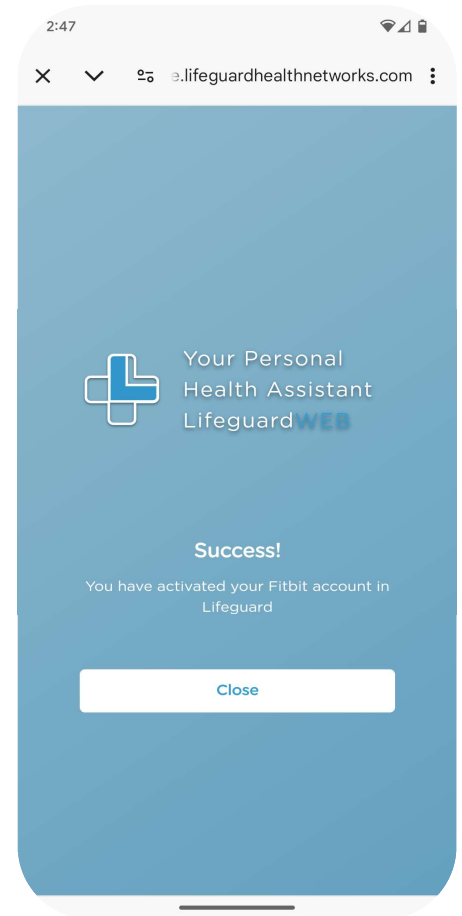 2:47
e.lifeguardhealthnetworks.com
Your Personal
Health Assistant
LifeguardWEB
Success!
You have activated your Fitbit account in
Lifeguard
Close